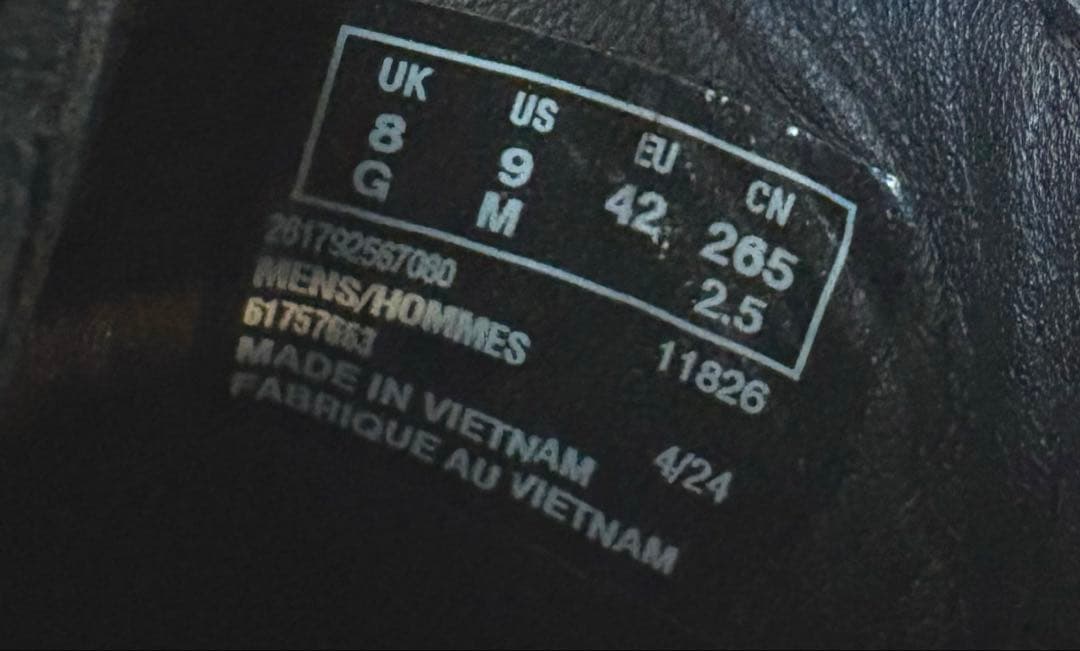 UK US EU CN
8 9 42 265
G M 2.5
261792567080
MENS/HOMMES 11826
61757663
MADE IN VIETNAM 4/24
FABRIQUE AU VIETNAM